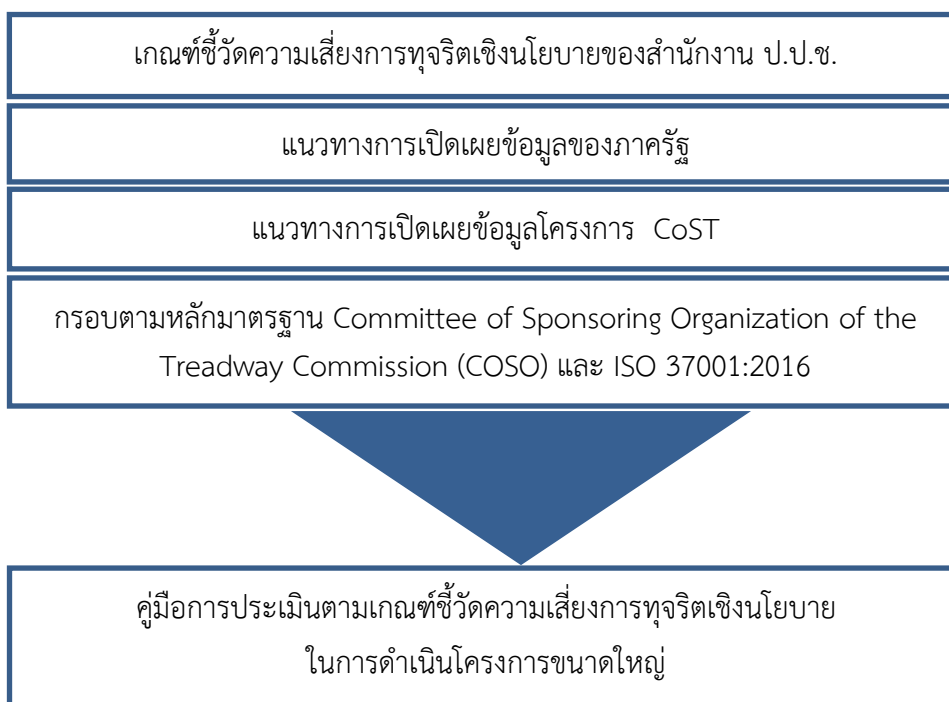 เกณฑ์ชี้วัดความเสี่ยงการทุจริตเชิงนโยบายของสำนักงาน ป.ป.ช.
แนวทางการเปิดเผยข้อมูลของภาครัฐ
แนวทางการเปิดเผยข้อมูลโครงการ CoST
กรอบตามหลักมาตรฐาน Committee of Sponsoring Organization of the
Treadway Commission (COSO) และ ISO 37001:2016
คู่มือการประเมินตามเกณฑ์ชี้วัดความเสี่ยงการทุจริตเชิงนโยบาย
ในการดำเนินโครงการขนาดใหญ่